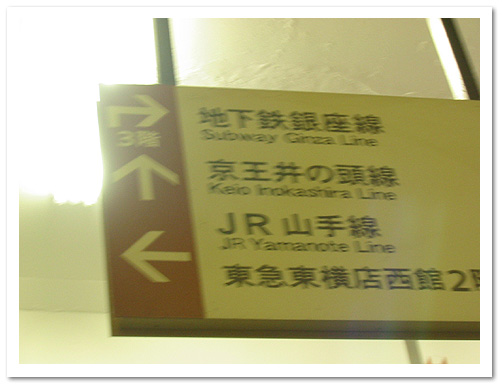 地下鉄銀座線
Subway Ginza Line
3階
京王井の頭線
Keio Inokashira Line
JR山手線
JR Yamanote Line
東急東横店西館2階